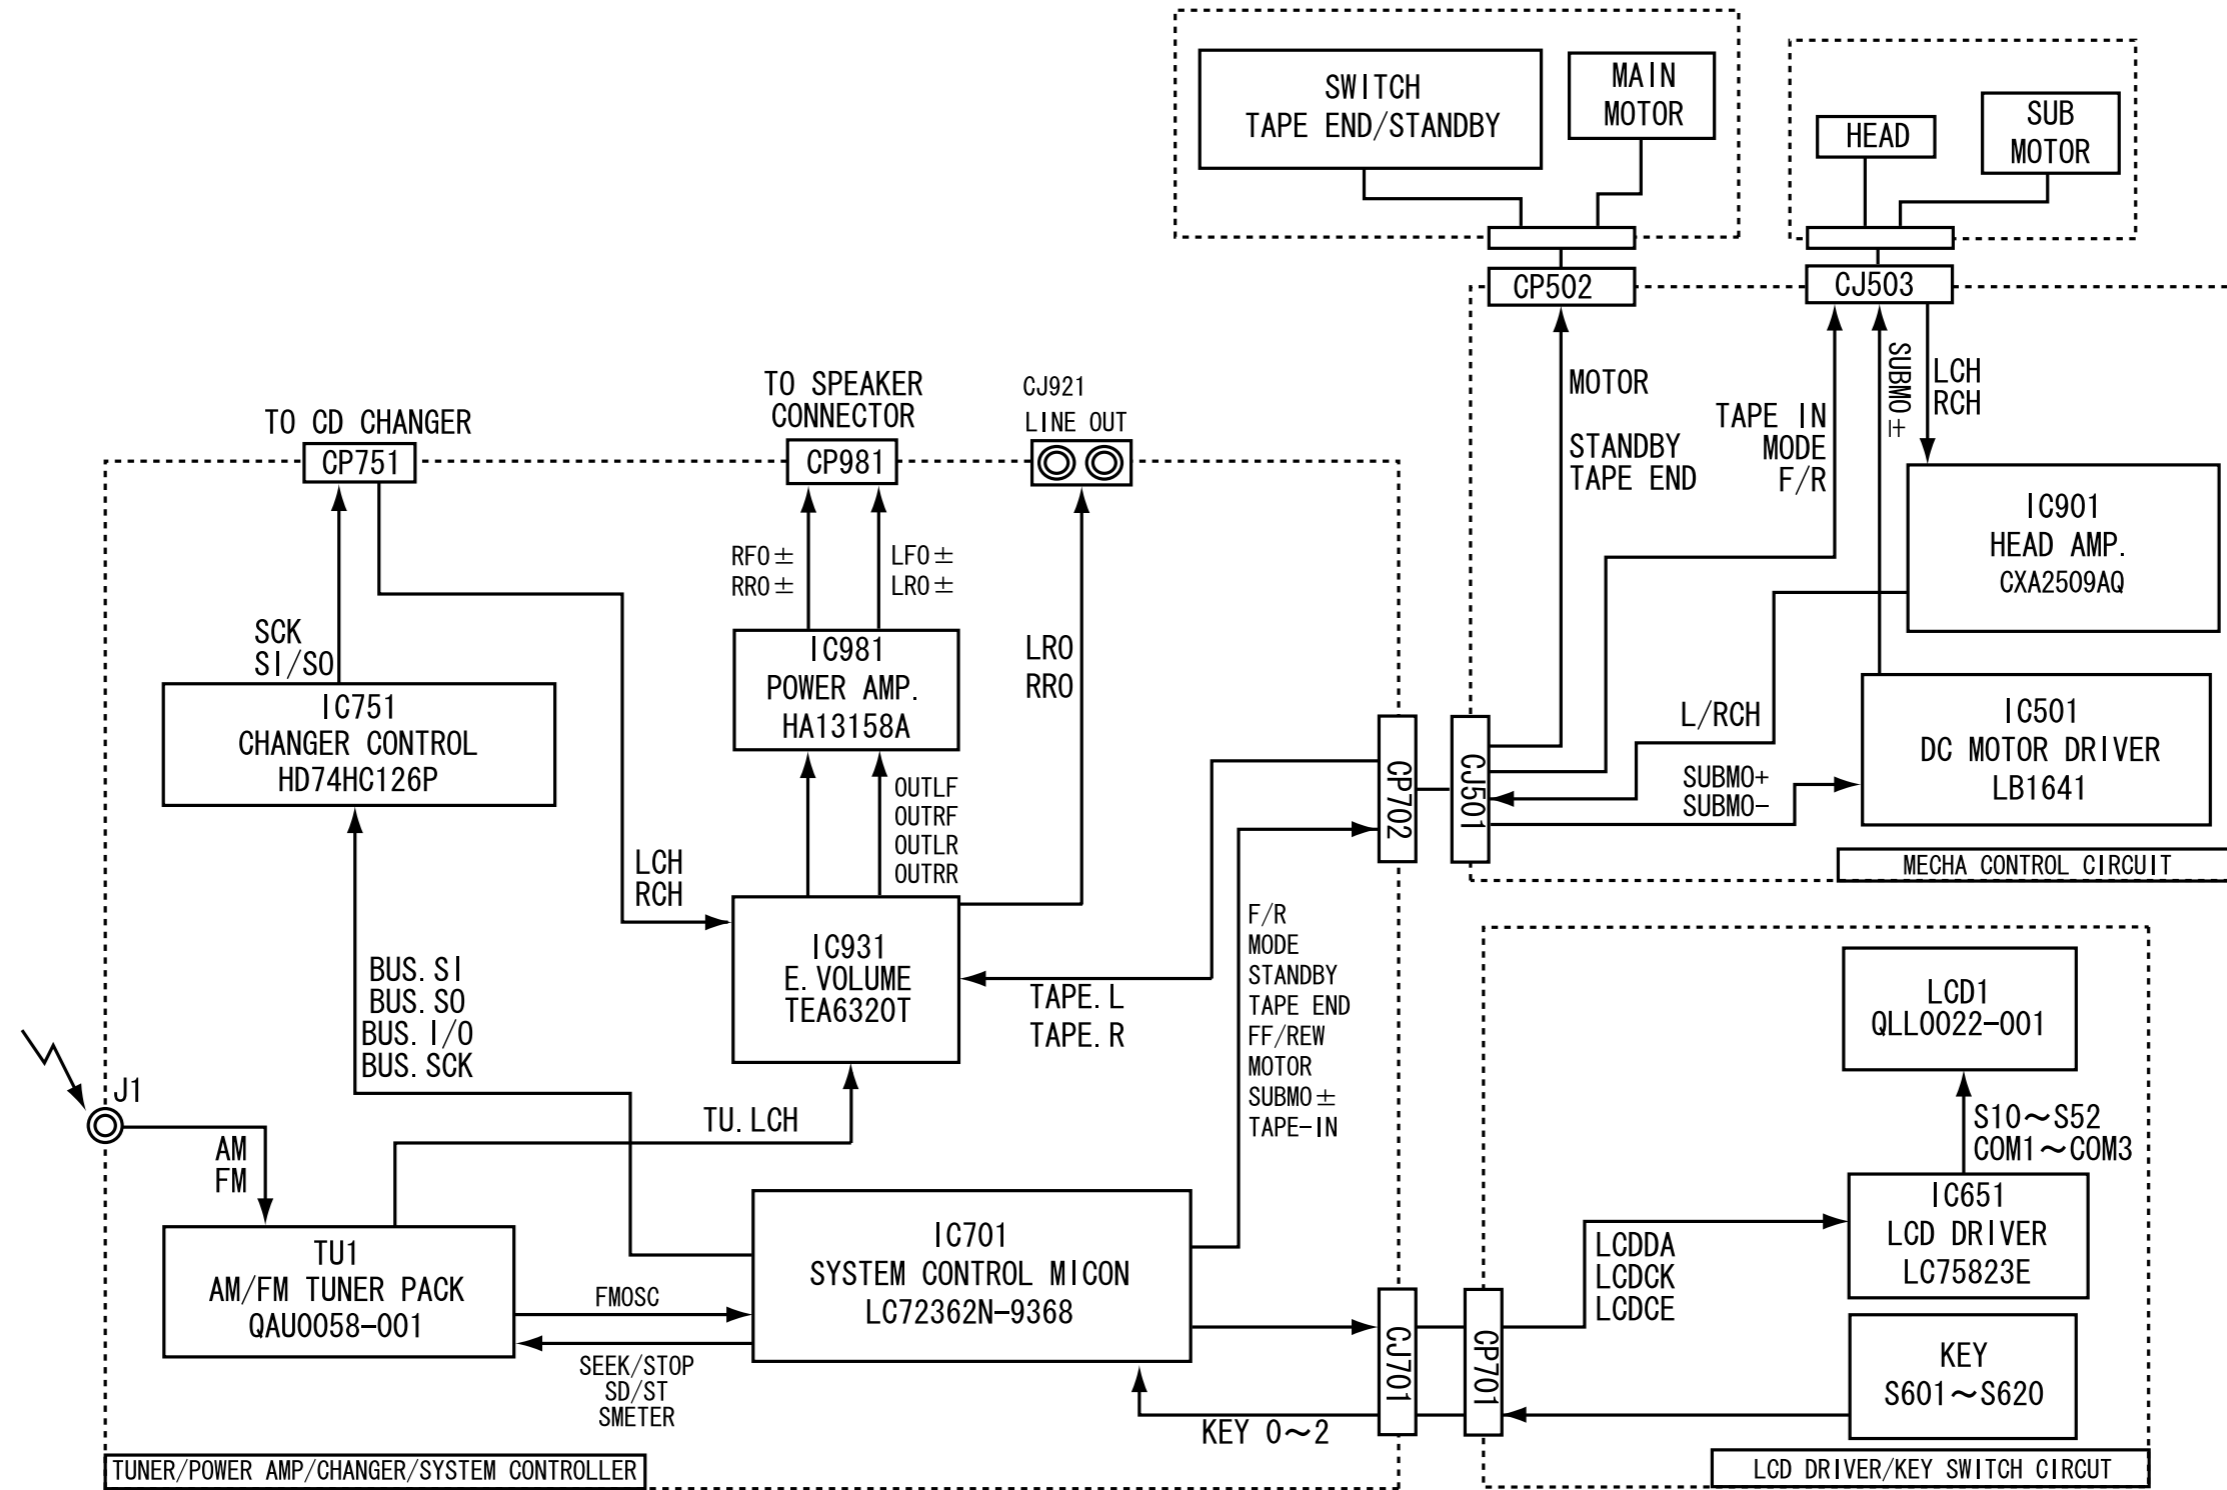 SWITCH
TAPE END/STANDBY
MAIN
MOTOR
HEAD
SUB
MOTOR
CP502
CJ503
MOTOR
STANDBY
TAPE END
TAPE IN
MODE
F/R
SUBMO±
LCH
RCH
IC901
HEAD AMP.
CXA2509AQ
L/RCH
SUBMO+
SUBMO-
IC501
DC MOTOR DRIVER
LB1641
CJ501
MECHA CONTROL CIRCUIT
TO CD CHANGER
CP751
TO SPEAKER
CONNECTOR
CP981
CJ921
LINE OUT
SCK
SI/SO
RFO±
RRO±
LFO±
LRO±
LRO
RRO
IC751
CHANGER CONTROL
HD74HC126P
IC981
POWER AMP.
HA13158A
OUTLF
OUTRF
OUTLR
OUTRR
CP702
LCH
RCH
IC931
E.VOLUME
TEA6320T
TAPE.L
TAPE.R
BUS.SI
BUS.SO
BUS.I/O
BUS.SCK
F/R
MODE
STANDBY
TAPE END
FF/REW
MOTOR
SUBMO±
TAPE-IN
J1
AM
FM
TU.LCH
TU1
AM/FM TUNER PACK
QAU0058-001
FMOSC
SEEK/STOP
SD/ST
SMETER
IC701
SYSTEM CONTROL MICON
LC72362N-9368
KEY 0～2
CJ701
CP701
TUNER/POWER AMP/CHANGER/SYSTEM CONTROLLER
LCD1
QLL0022-001
S10～S52
COM1～COM3
IC651
LCD DRIVER
LC75823E
LCDDA
LCDCK
LCDCE
KEY
S601～S620
LCD DRIVER/KEY SWITCH CIRCUT